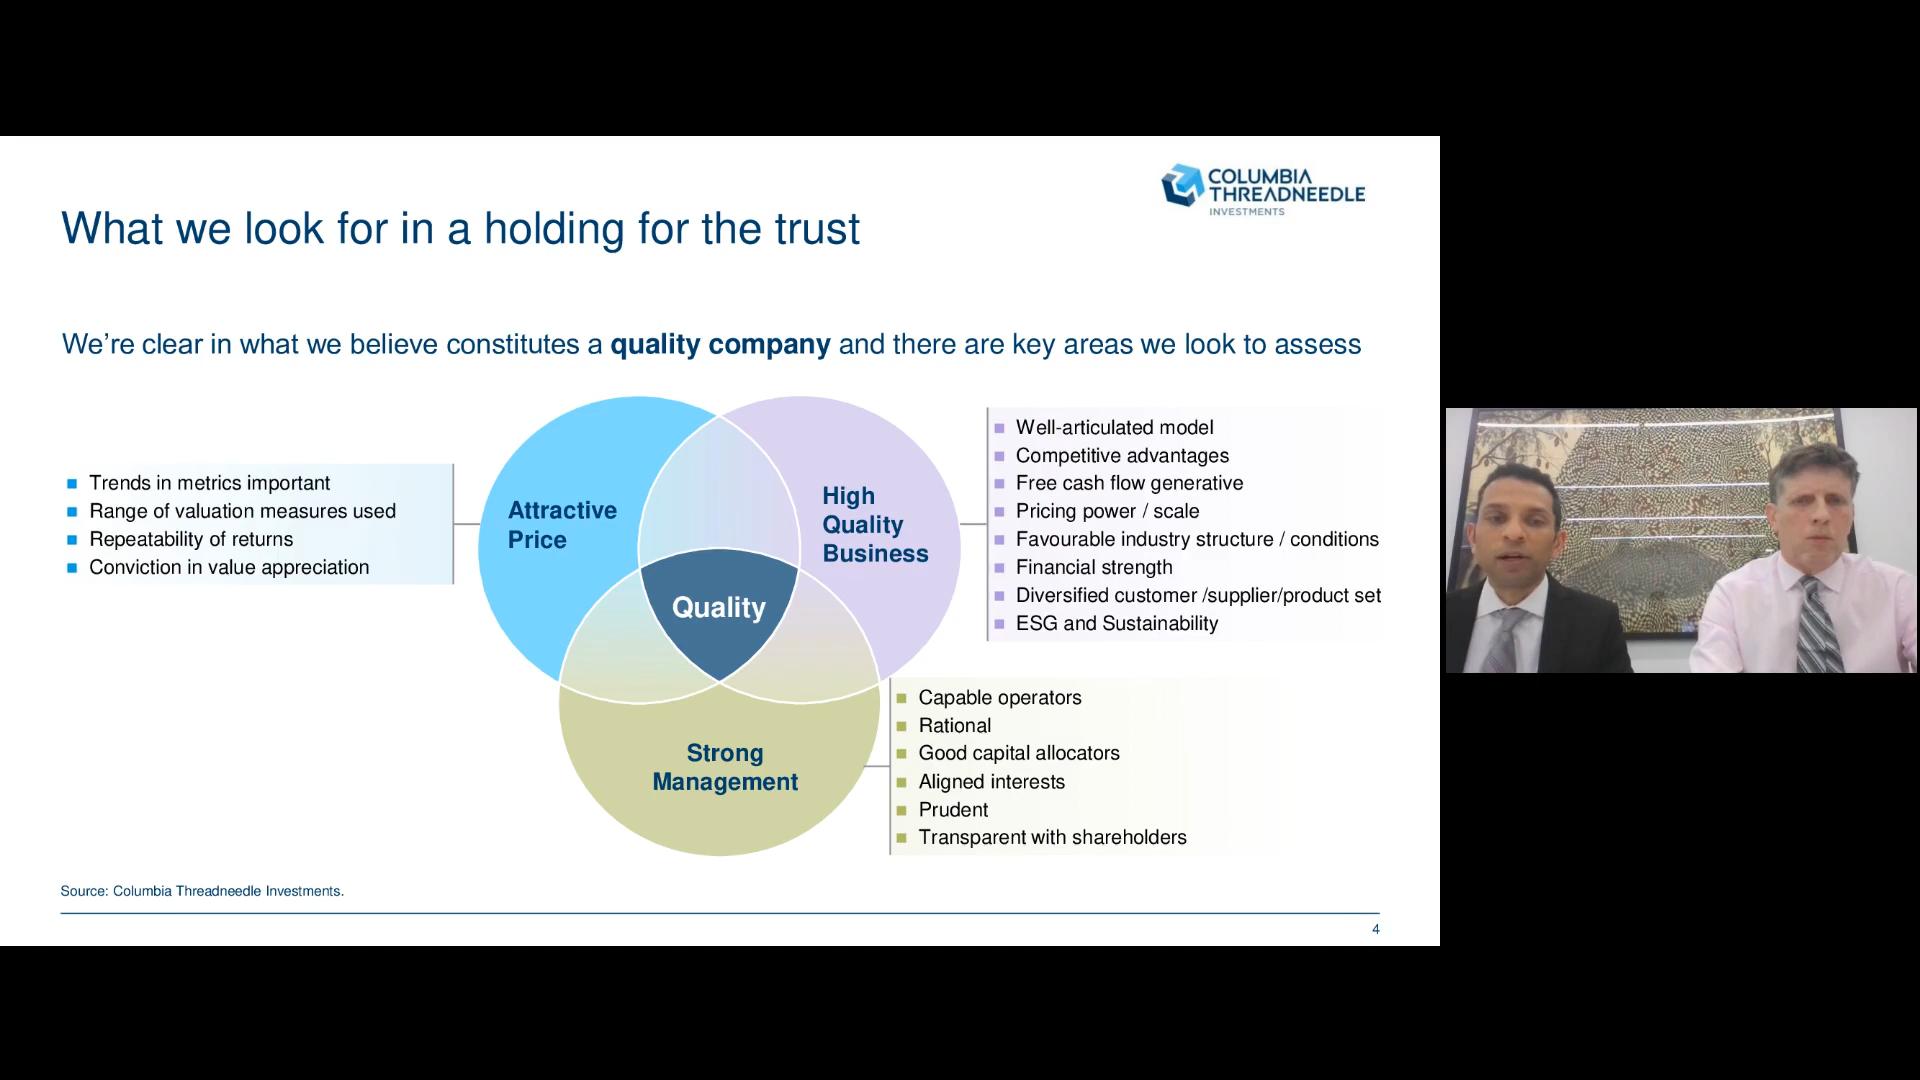 COLUMBIA
THREADNEEDLE
INVESTMENTS
What we look for in a holding for the trust
We’re clear in what we believe constitutes a quality company and there are key areas we look to assess
Trends in metrics important
Range of valuation measures used
Repeatability of returns
Conviction in value appreciation
Attractive
Price
High
Quality
Business
Quality
Strong
Management
Well-articulated model
Competitive advantages
Free cash flow generative
Pricing power / scale
Favourable industry structure / conditions
Financial strength
Diversified customer /supplier/product set
ESG and Sustainability
Capable operators
Rational
Good capital allocators
Aligned interests
Prudent
Transparent with shareholders
Source: Columbia Threadneedle Investments.
4